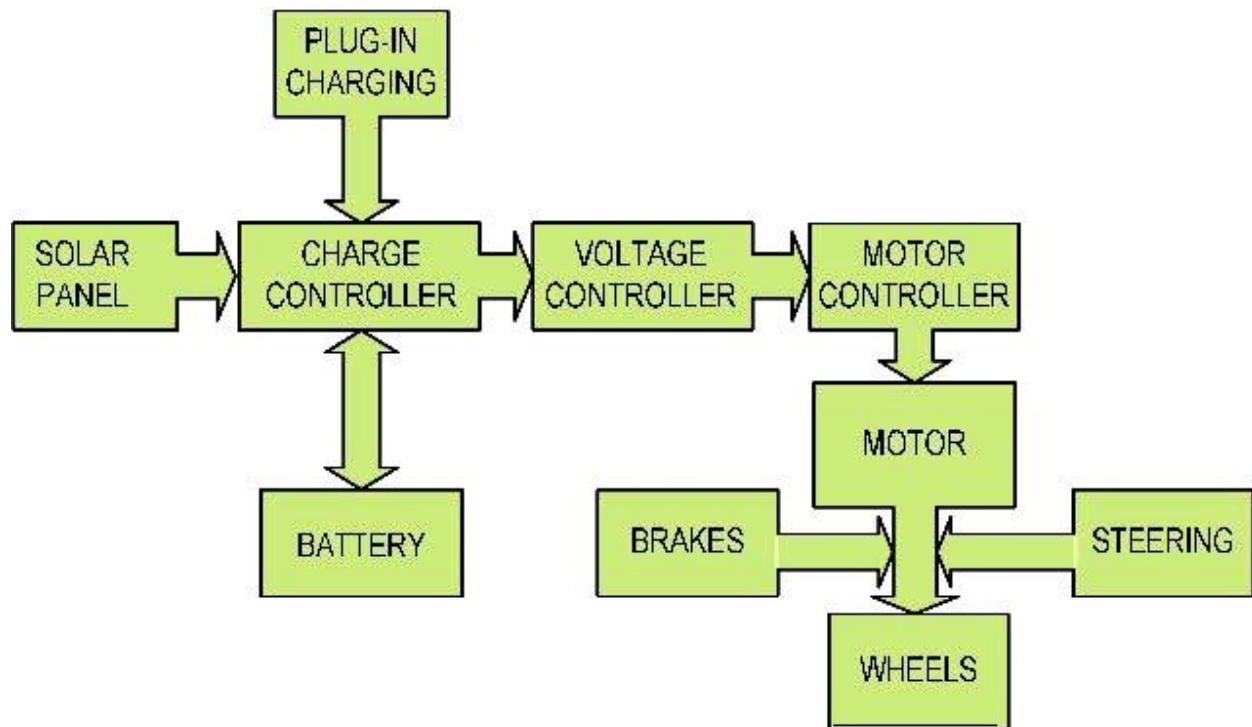 PLUG-IN
CHARGING
SOLAR
PANEL
CHARGE
CONTROLLER
VOLTAGE
CONTROLLER
MOTOR
CONTROLLER
MOTOR
BATTERY
BRAKES
STEERING
WHEELS